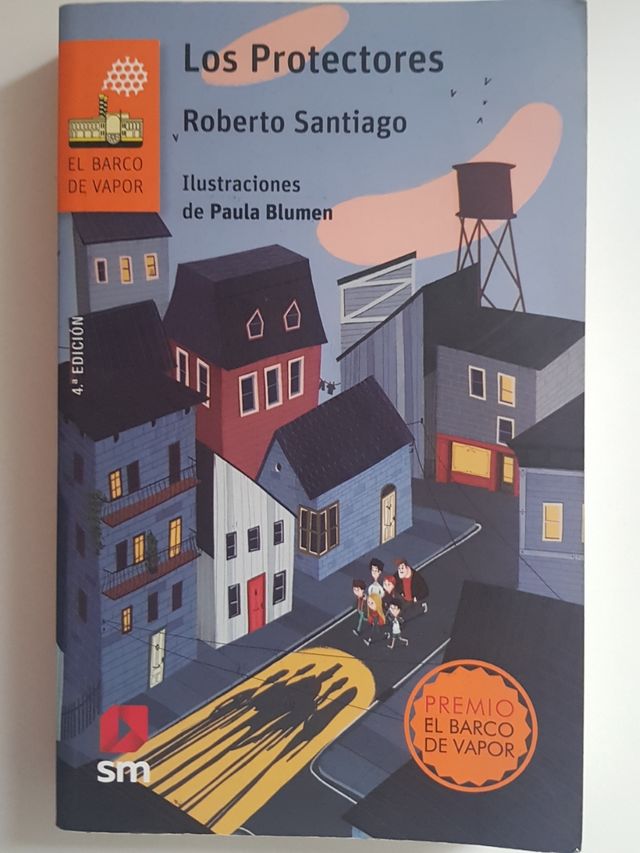 Los Protectores
Roberto Santiago
Ilustraciones
de Paula Blumen
EL BARCO
DE VAPOR
4.ª EDICIÓN
PREMIO
EL BARCO
DE VAPOR
sm